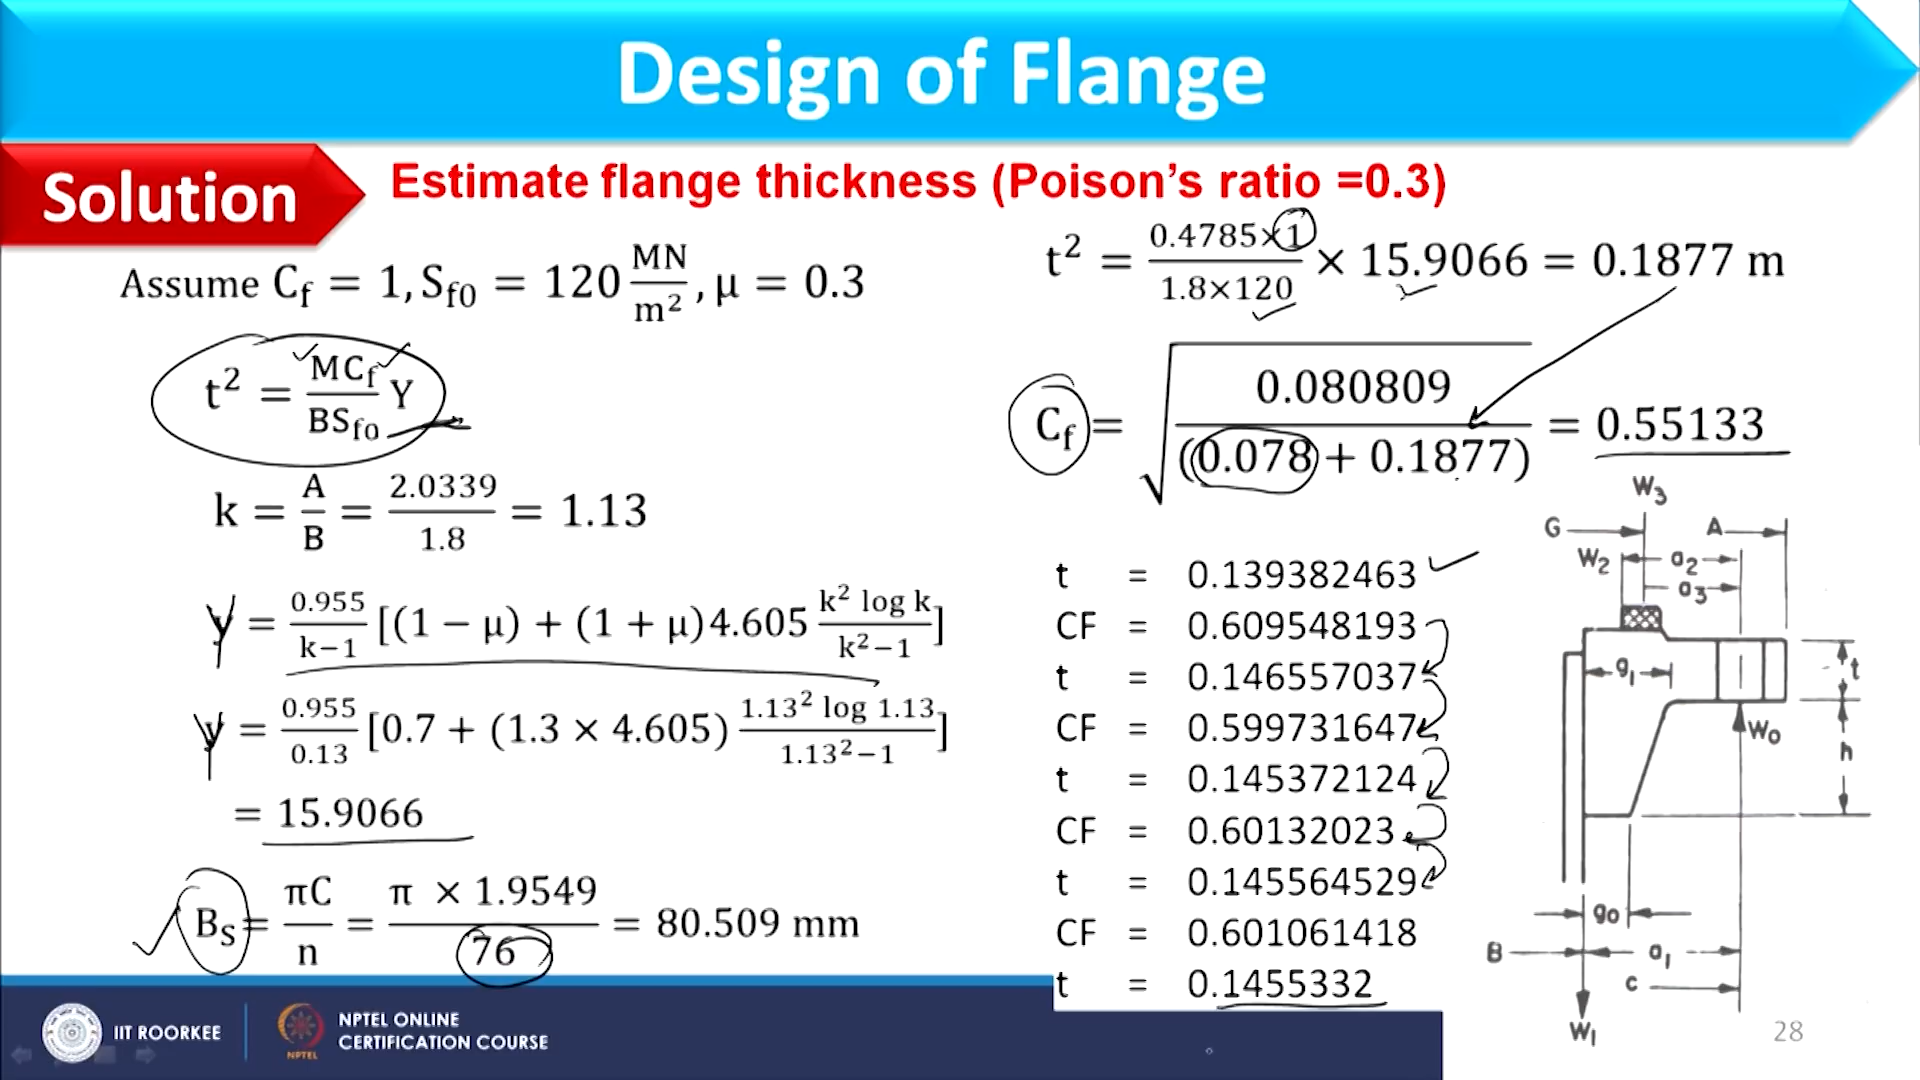 Design of Flange
Solution
Estimate flange thickness (Poison's ratio =0.3)
Assume C_f = 1, S_f0 = 120 MN/m², μ = 0.3
t² = MC_f/BS_fo Y
k = A/B = 2.0339/1.8 = 1.13
y = 0.955/k−1 [(1 − μ) + (1 + μ)4.605 k² log k/k²−1]
y = 0.955/0.13 [0.7 + (1.3 × 4.605) 1.13² log 1.13/1.13²−1]
= 15.9066
B_S = πC/n = π × 1.9549/76 = 80.509 mm
t² = 0.4785×1/1.8×120 × 15.9066 = 0.1877 m
C_f = √0.080809/((0.078 + 0.1877) = 0.55133
t = 0.139382463
CF = 0.609548193
t = 0.146557037
CF = 0.599731647
t = 0.145372124
CF = 0.60132023
t = 0.145564529
CF = 0.601061418
t = 0.1455332
W3
G A
W2 a2
a3
g1 t
W0
h
g0
B a1
c
W1
IIT ROORKEE
NPTEL
NPTEL ONLINE
CERTIFICATION COURSE
28